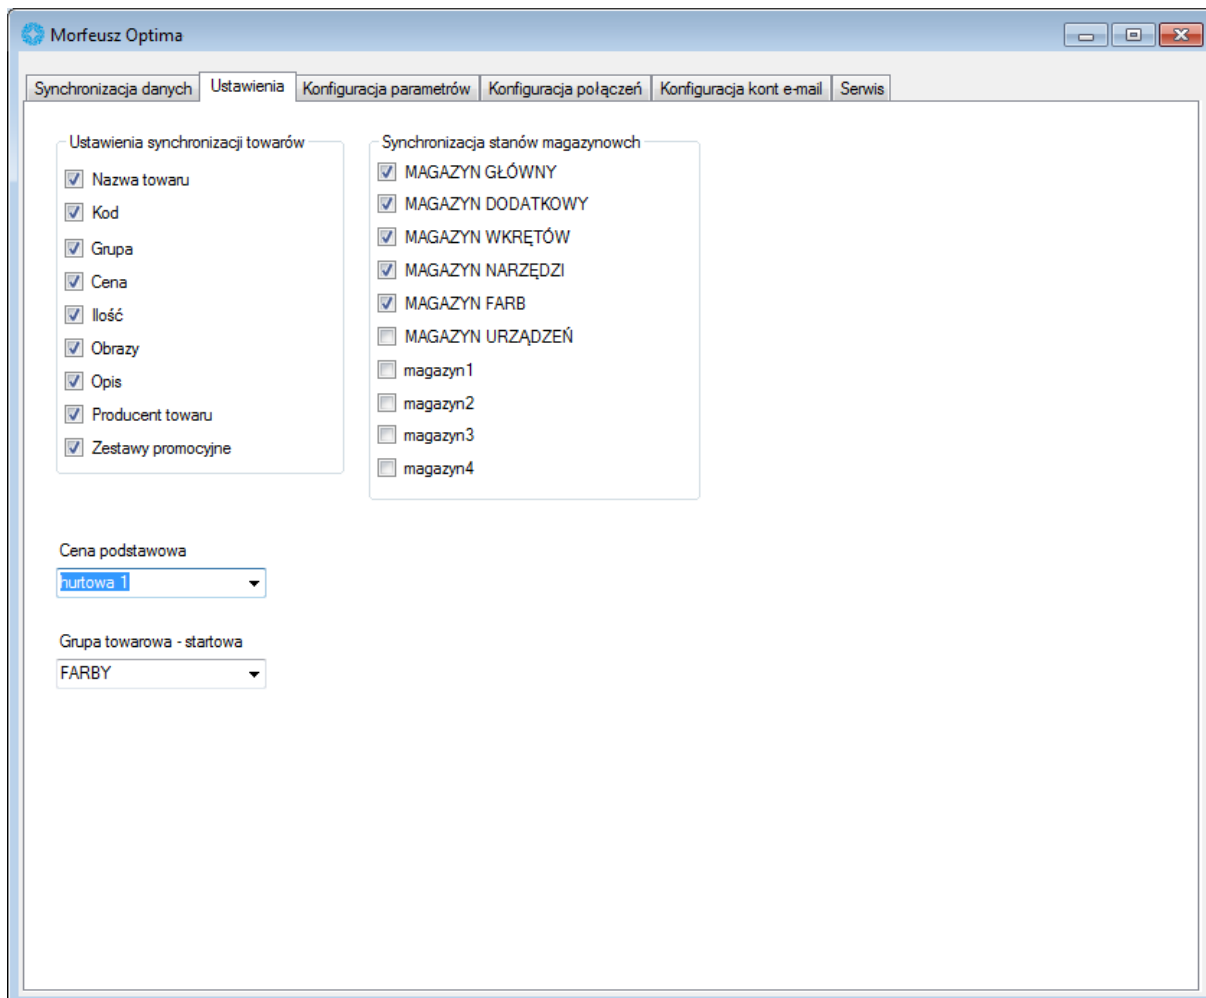 Morfeusz Optima
Synchronizacja danych Ustawienia Konfiguracja parametrów Konfiguracja połączeń Konfiguracja kont e-mail Serwis
Ustawienia synchronizacji towarów
Nazwa towaru
Kod
Grupa
Cena
Ilość
Obrazy
Opis
Producent towaru
Zestawy promocyjne
Synchronizacja stanów magazynowch
MAGAZYN GŁÓWNY
MAGAZYN DODATKOWY
MAGAZYN WKRĘTÓW
MAGAZYN NARZĘDZI
MAGAZYN FARB
MAGAZYN URZĄDZEŃ
magazyn1
magazyn2
magazyn3
magazyn4
Cena podstawowa
hurtowa 1
Grupa towarowa - startowa
FARBY